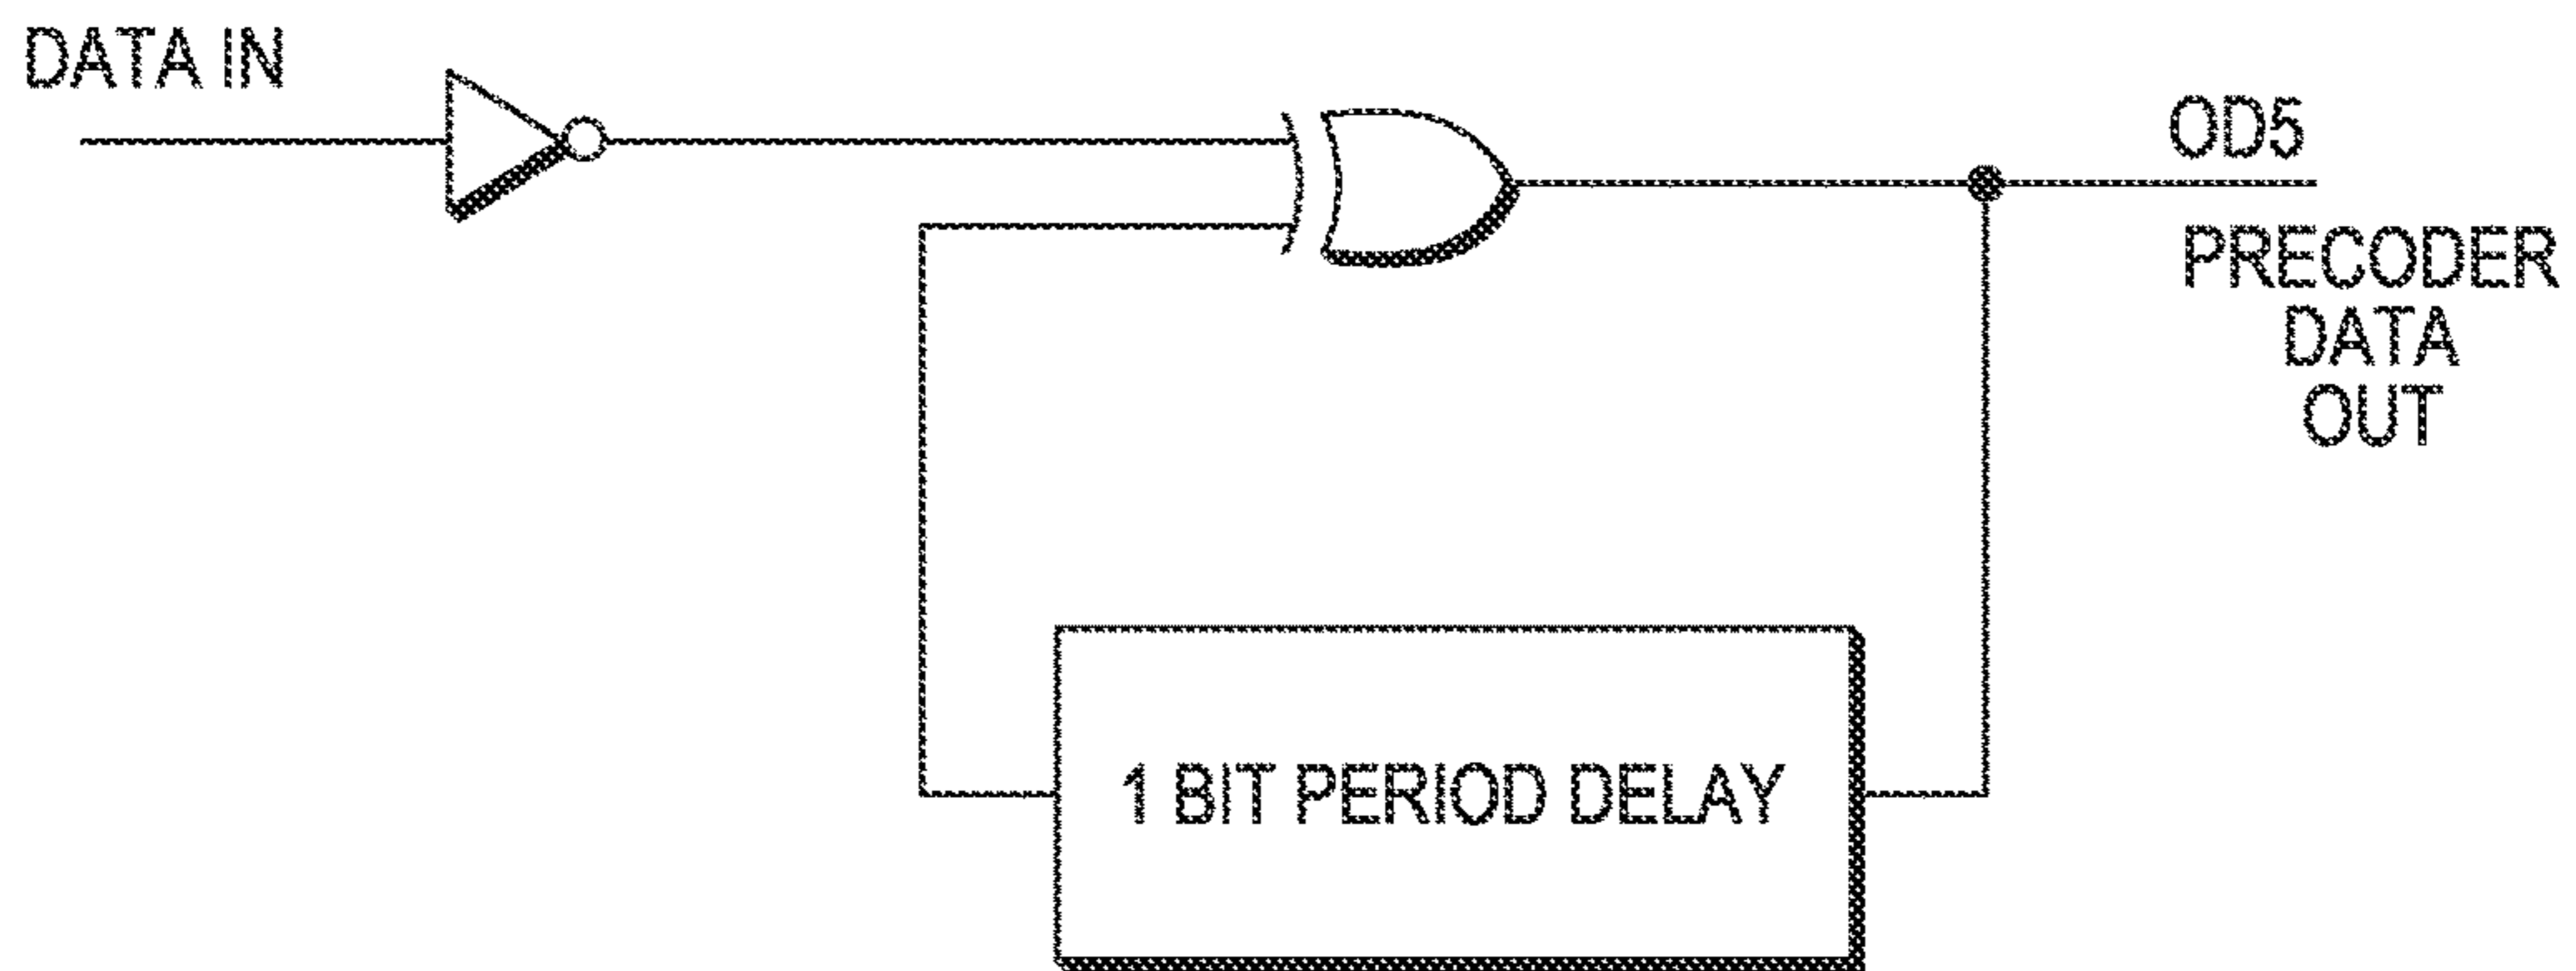 DATA IN
OD5
PRECODER
DATA
OUT
1 BIT PERIOD DELAY